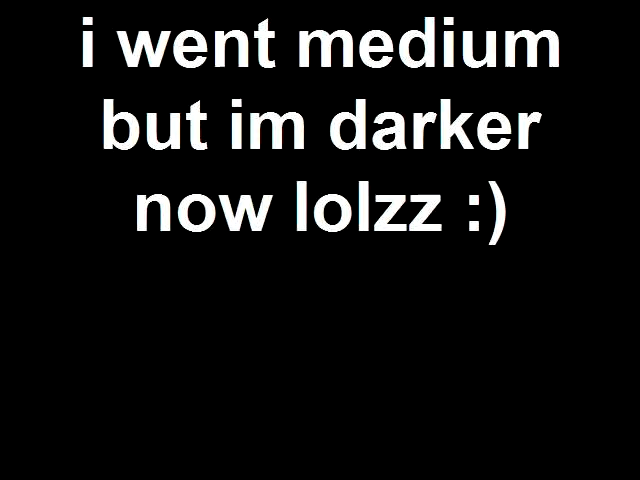 i went medium
but im darker
now lolzz :)